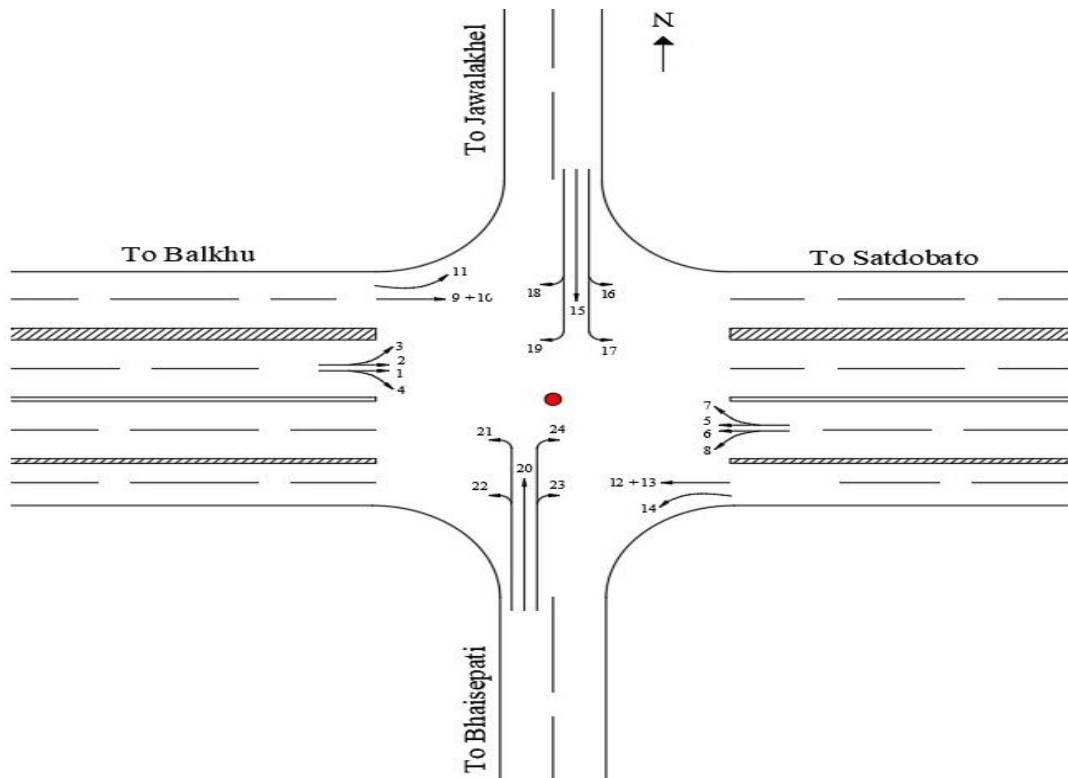 N
To Jawalakhel
To Balkhu
To Satdobato
11
9 + 10
18
16
15
19
17
3
2
1
4
7
5
6
8
21
24
20
22
23
12 + 13
14
To Bhaisepati